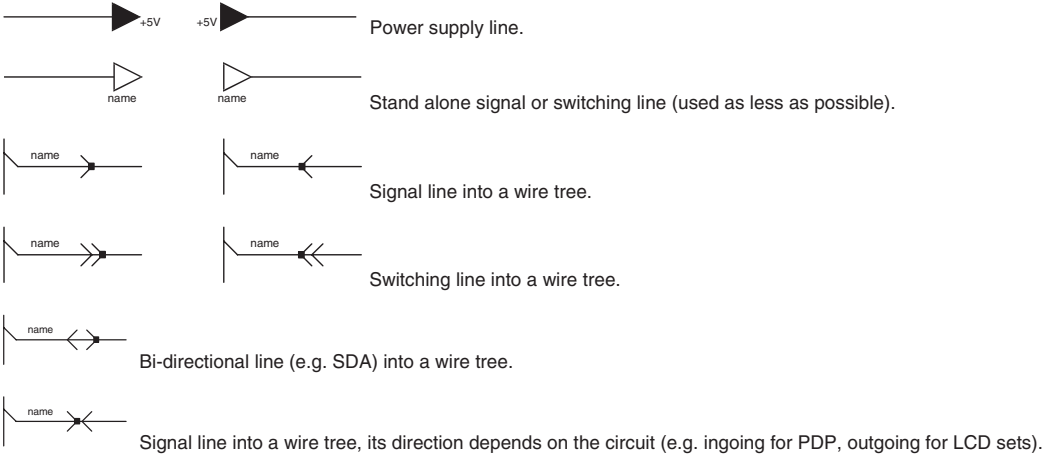 +5V +5V
Power supply line.
name name
Stand alone signal or switching line (used as less as possible).
name name
Signal line into a wire tree.
name name
Switching line into a wire tree.
name
Bi-directional line (e.g. SDA) into a wire tree.
name
Signal line into a wire tree, its direction depends on the circuit (e.g. ingoing for PDP, outgoing for LCD sets).